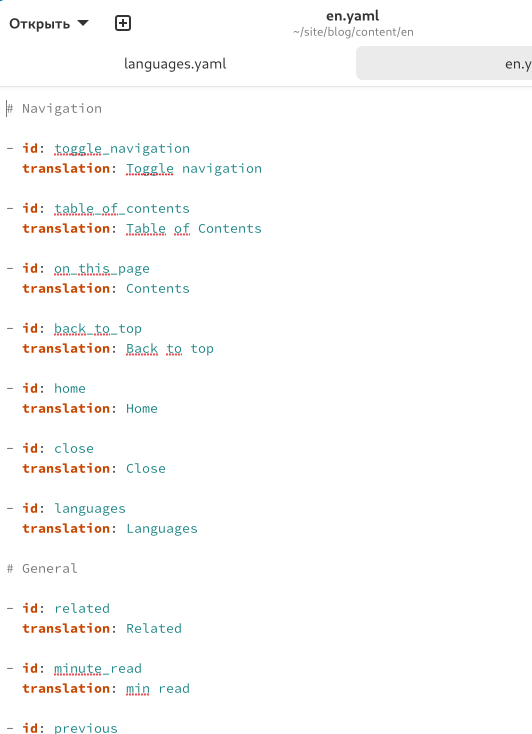 Открыть
en.yaml
~/site/blog/content/en
languages.yaml
en.y
# Navigation
- id: toggle_navigation
translation: Toggle navigation
- id: table_of_contents
translation: Table of Contents
- id: on_this_page
translation: Contents
- id: back_to_top
translation: Back to top
- id: home
translation: Home
- id: close
translation: Close
- id: languages
translation: Languages
# General
- id: related
translation: Related
- id: minute_read
translation: min read
- id: previous